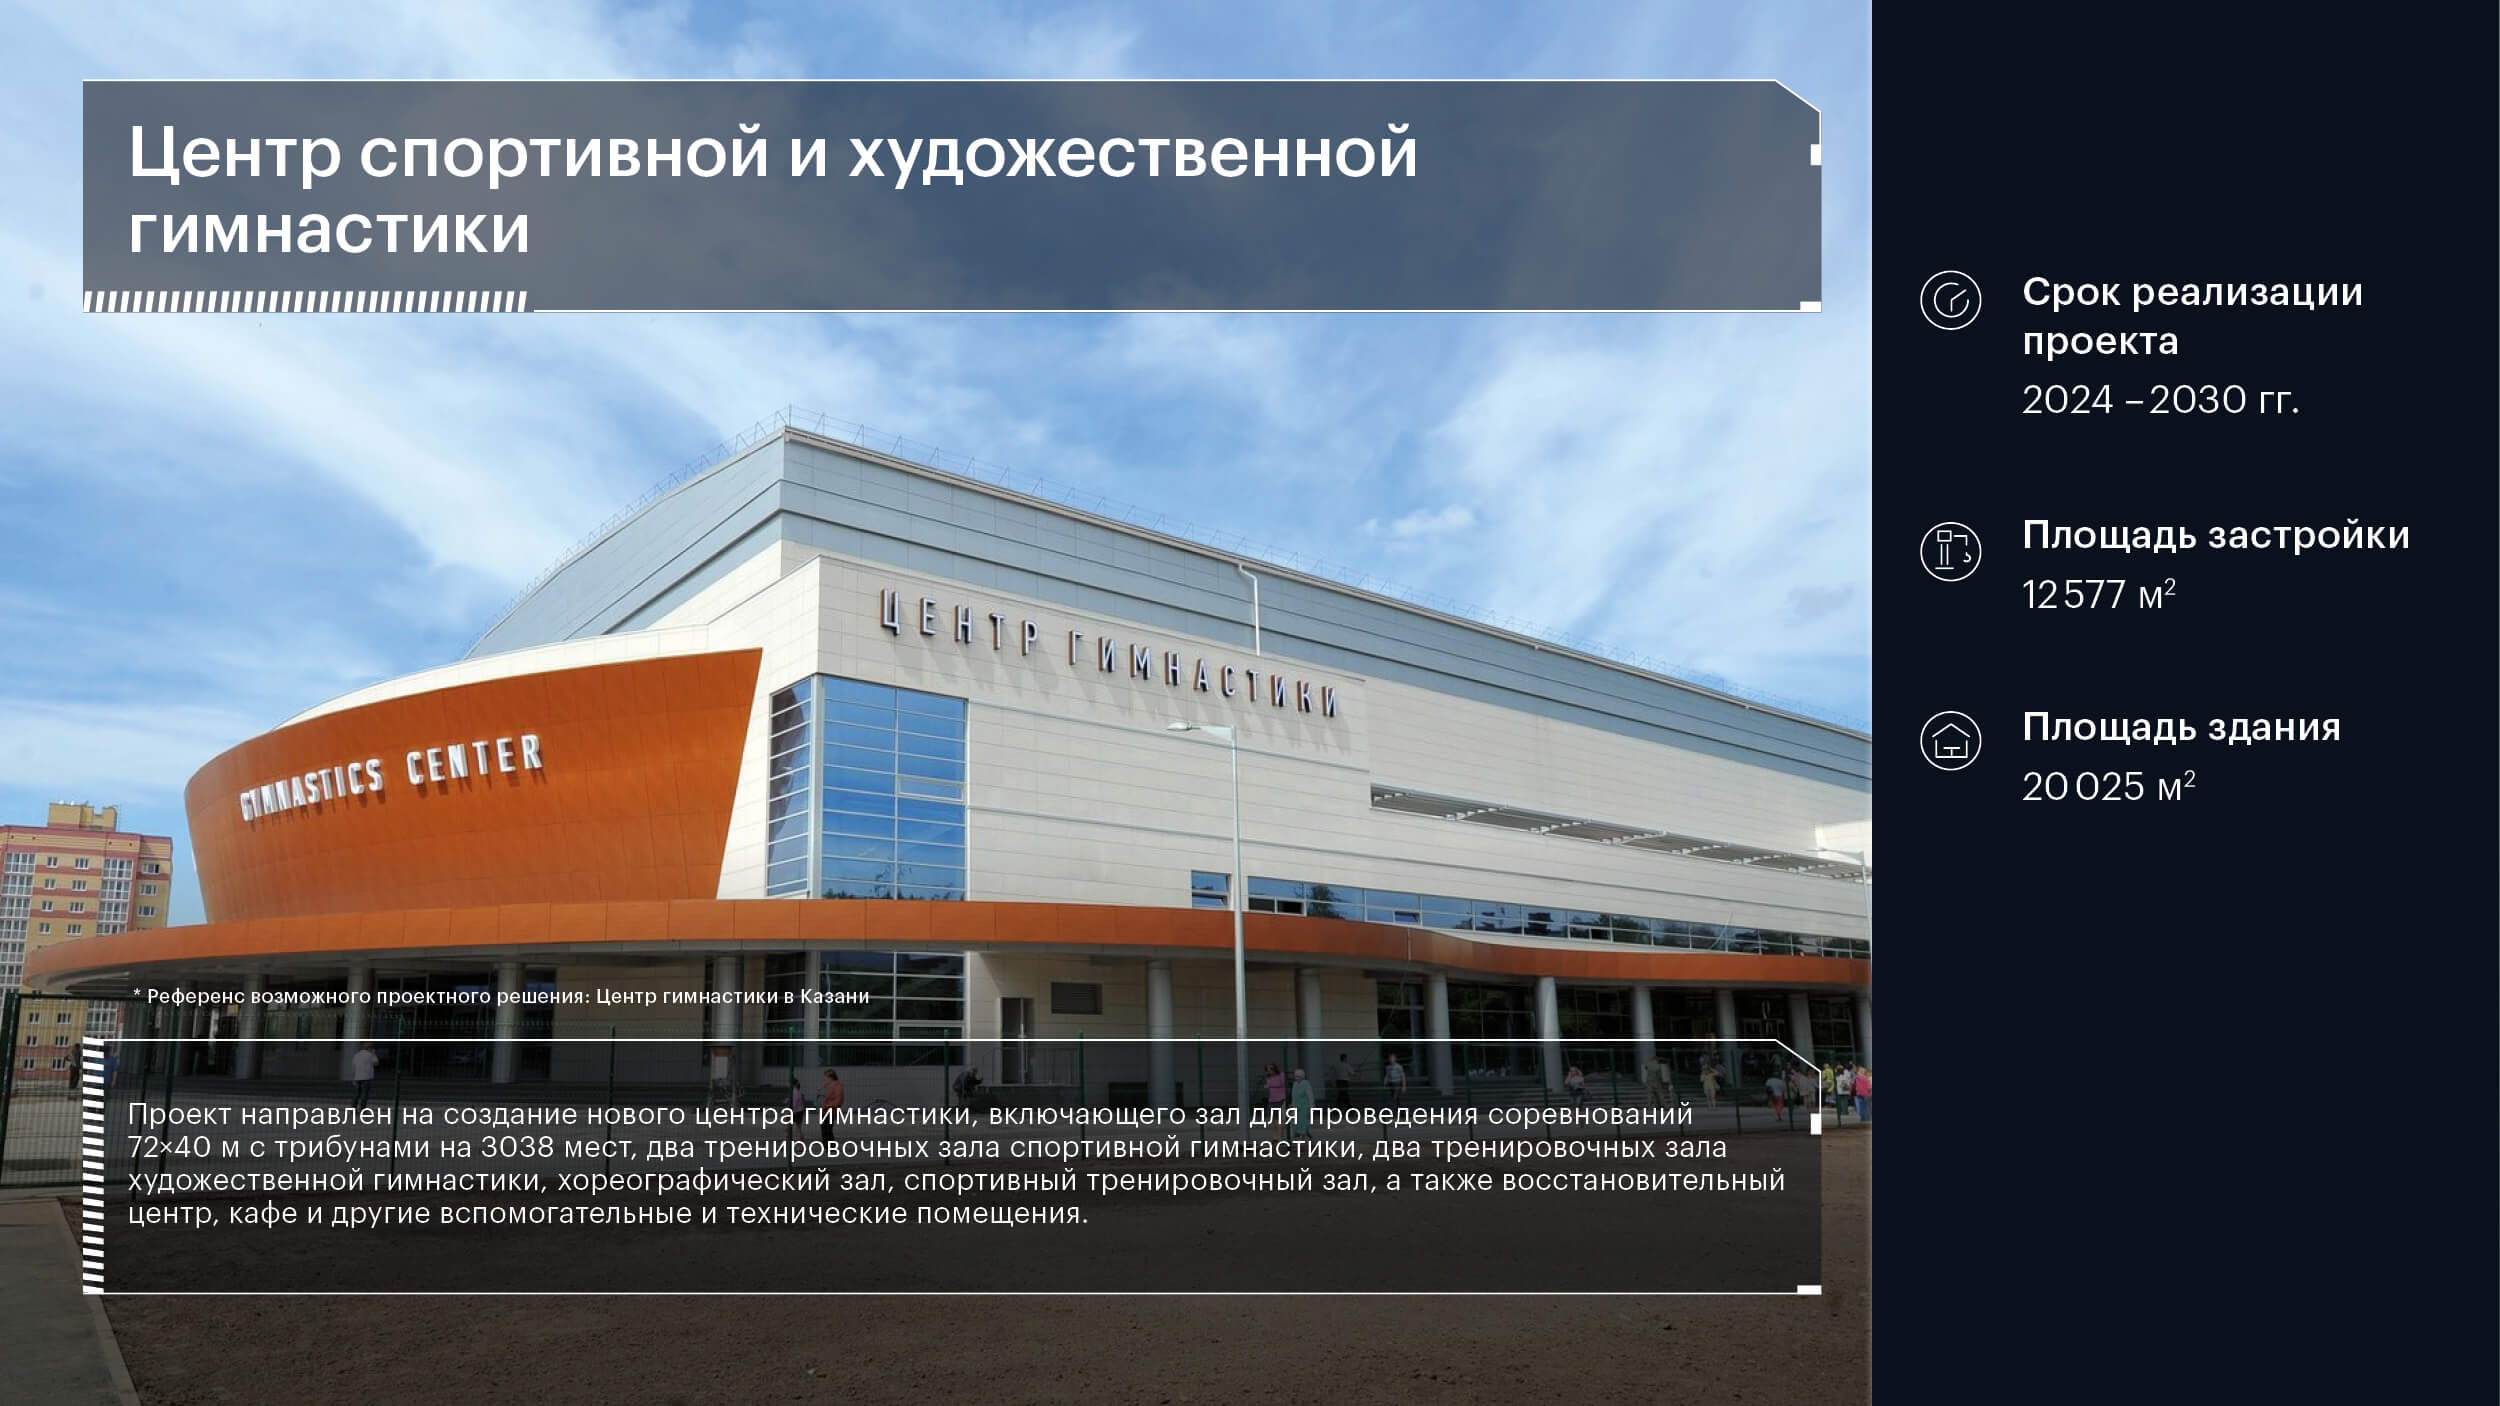 Центр спортивной и художественной
гимнастики
Срок реализации
проекта
2024 – 2030 гг.
Площадь застройки
12 577 м²
Площадь здания
20 025 м²
ЦЕНТР ГИМНАСТИКИ
GYMNASTICS CENTER
* Референс возможного проектного решения: Центр гимнастики в Казани
Проект направлен на создание нового центра гимнастики, включающего зал для проведения соревнований
72×40 м с трибунами на 3038 мест, два тренировочных зала спортивной гимнастики, два тренировочных зала
художественной гимнастики, хореографический зал, спортивный тренировочный зал, а также восстановительный
центр, кафе и другие вспомогательные и технические помещения.